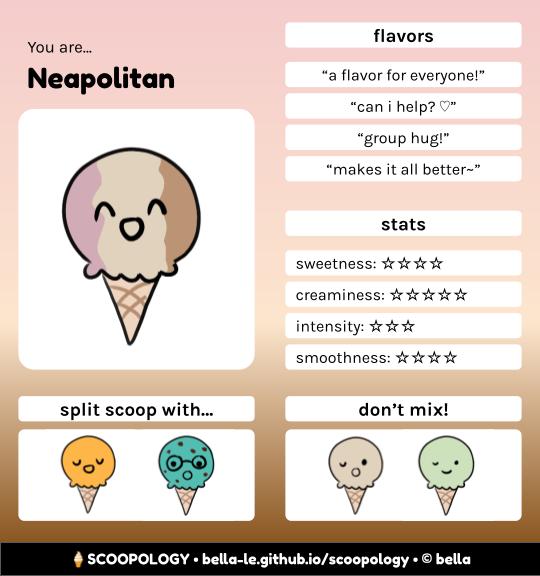 You are...
Neapolitan
flavors
“a flavor for everyone!”
“can i help? ♡”
“group hug!”
“makes it all better~”
stats
sweetness: ☆☆☆☆
creaminess: ☆☆☆☆☆
intensity: ☆☆☆
smoothness: ☆☆☆☆
split scoop with...
don’t mix!
🍦SCOOPOLOGY • bella-le.github.io/scoopology • © bella